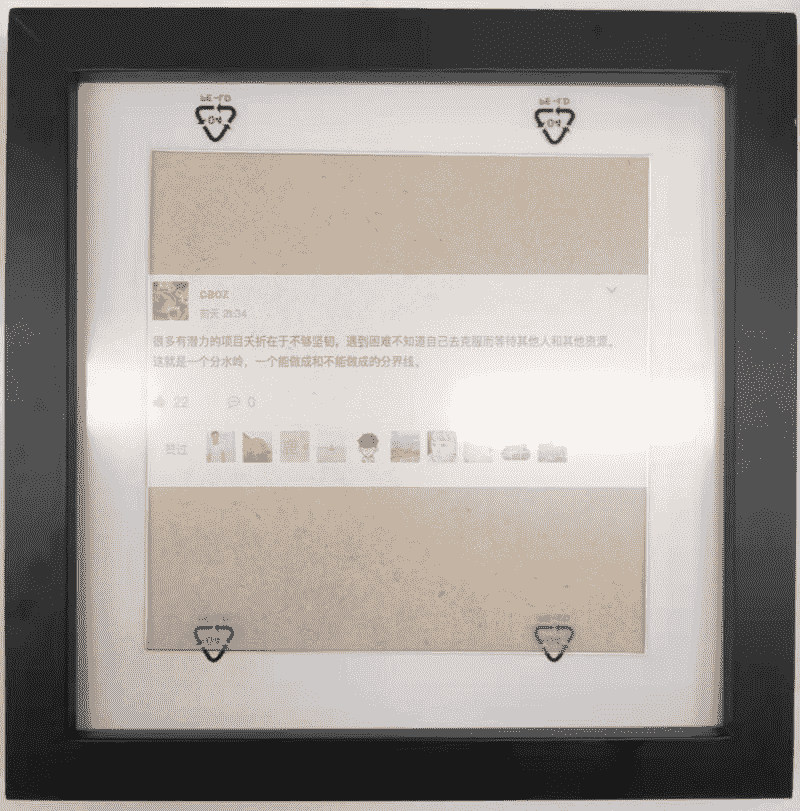 CBOZ
前天 21:34
很多有潜力的项目夭折在于不够坚韧，遇到困难不知道自己去克服而等待其他人和其他资源。
这就是一个分水岭，一个能做成和不能做成的分界线。
22 0
赞过